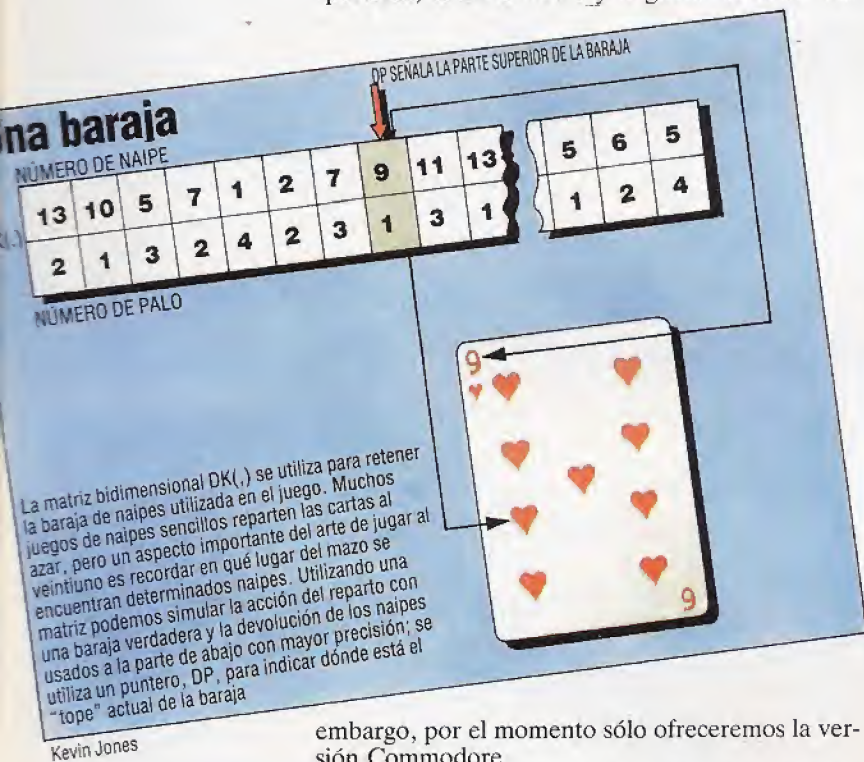 DP SEÑALA LA PARTE SUPERIOR DE LA BARAJA
na baraja
NÚMERO DE NAIPE
13 10 5 7 1 2 7 9 11 13 5 6 5
2 1 3 2 4 2 3 1 3 1 1 2 4
NÚMERO DE PALO
9
9
La matriz bidimensional DK(,) se utiliza para retener
la baraja de naipes utilizada en el juego. Muchos
juegos de naipes sencillos reparten las cartas al
azar, pero un aspecto importante del arte de jugar al
veintiuno es recordar en qué lugar del mazo se
encuentran determinados naipes. Utilizando una
matriz podemos simular la acción del reparto con
una baraja verdadera y la devolución de los naipes
usados a la parte de abajo con mayor precisión; se
utiliza un puntero, DP, para indicar dónde está el
"tope" actual de la baraja
Kevin Jones
embargo, por el momento sólo ofreceremos la ver-
sión Commodore